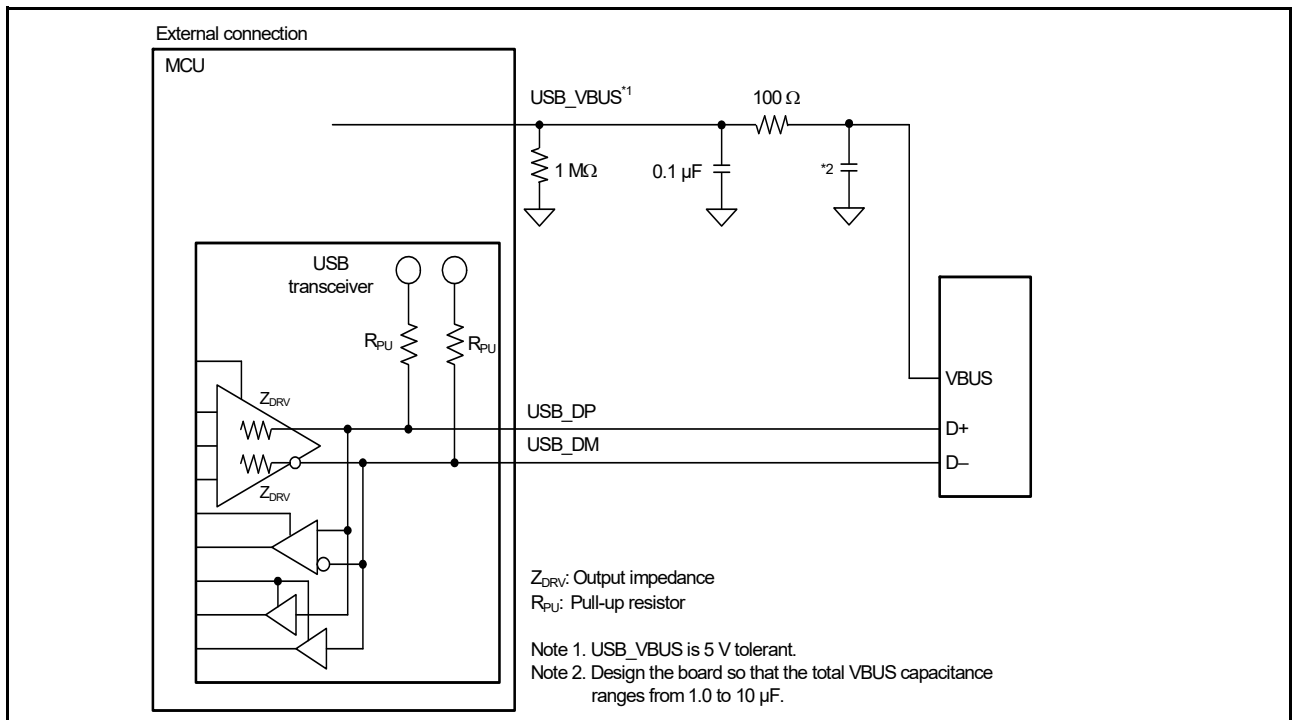 External connection
MCU
USB_VBUS*1
100 Ω
1 MΩ
0.1 µF
*2
USB
transceiver
RPU
RPU
VBUS
ZDRV
USB_DP
D+
USB_DM
D–
ZDRV
ZDRV: Output impedance
RPU: Pull-up resistor
Note 1. USB_VBUS is 5 V tolerant.
Note 2. Design the board so that the total VBUS capacitance
ranges from 1.0 to 10 µF.